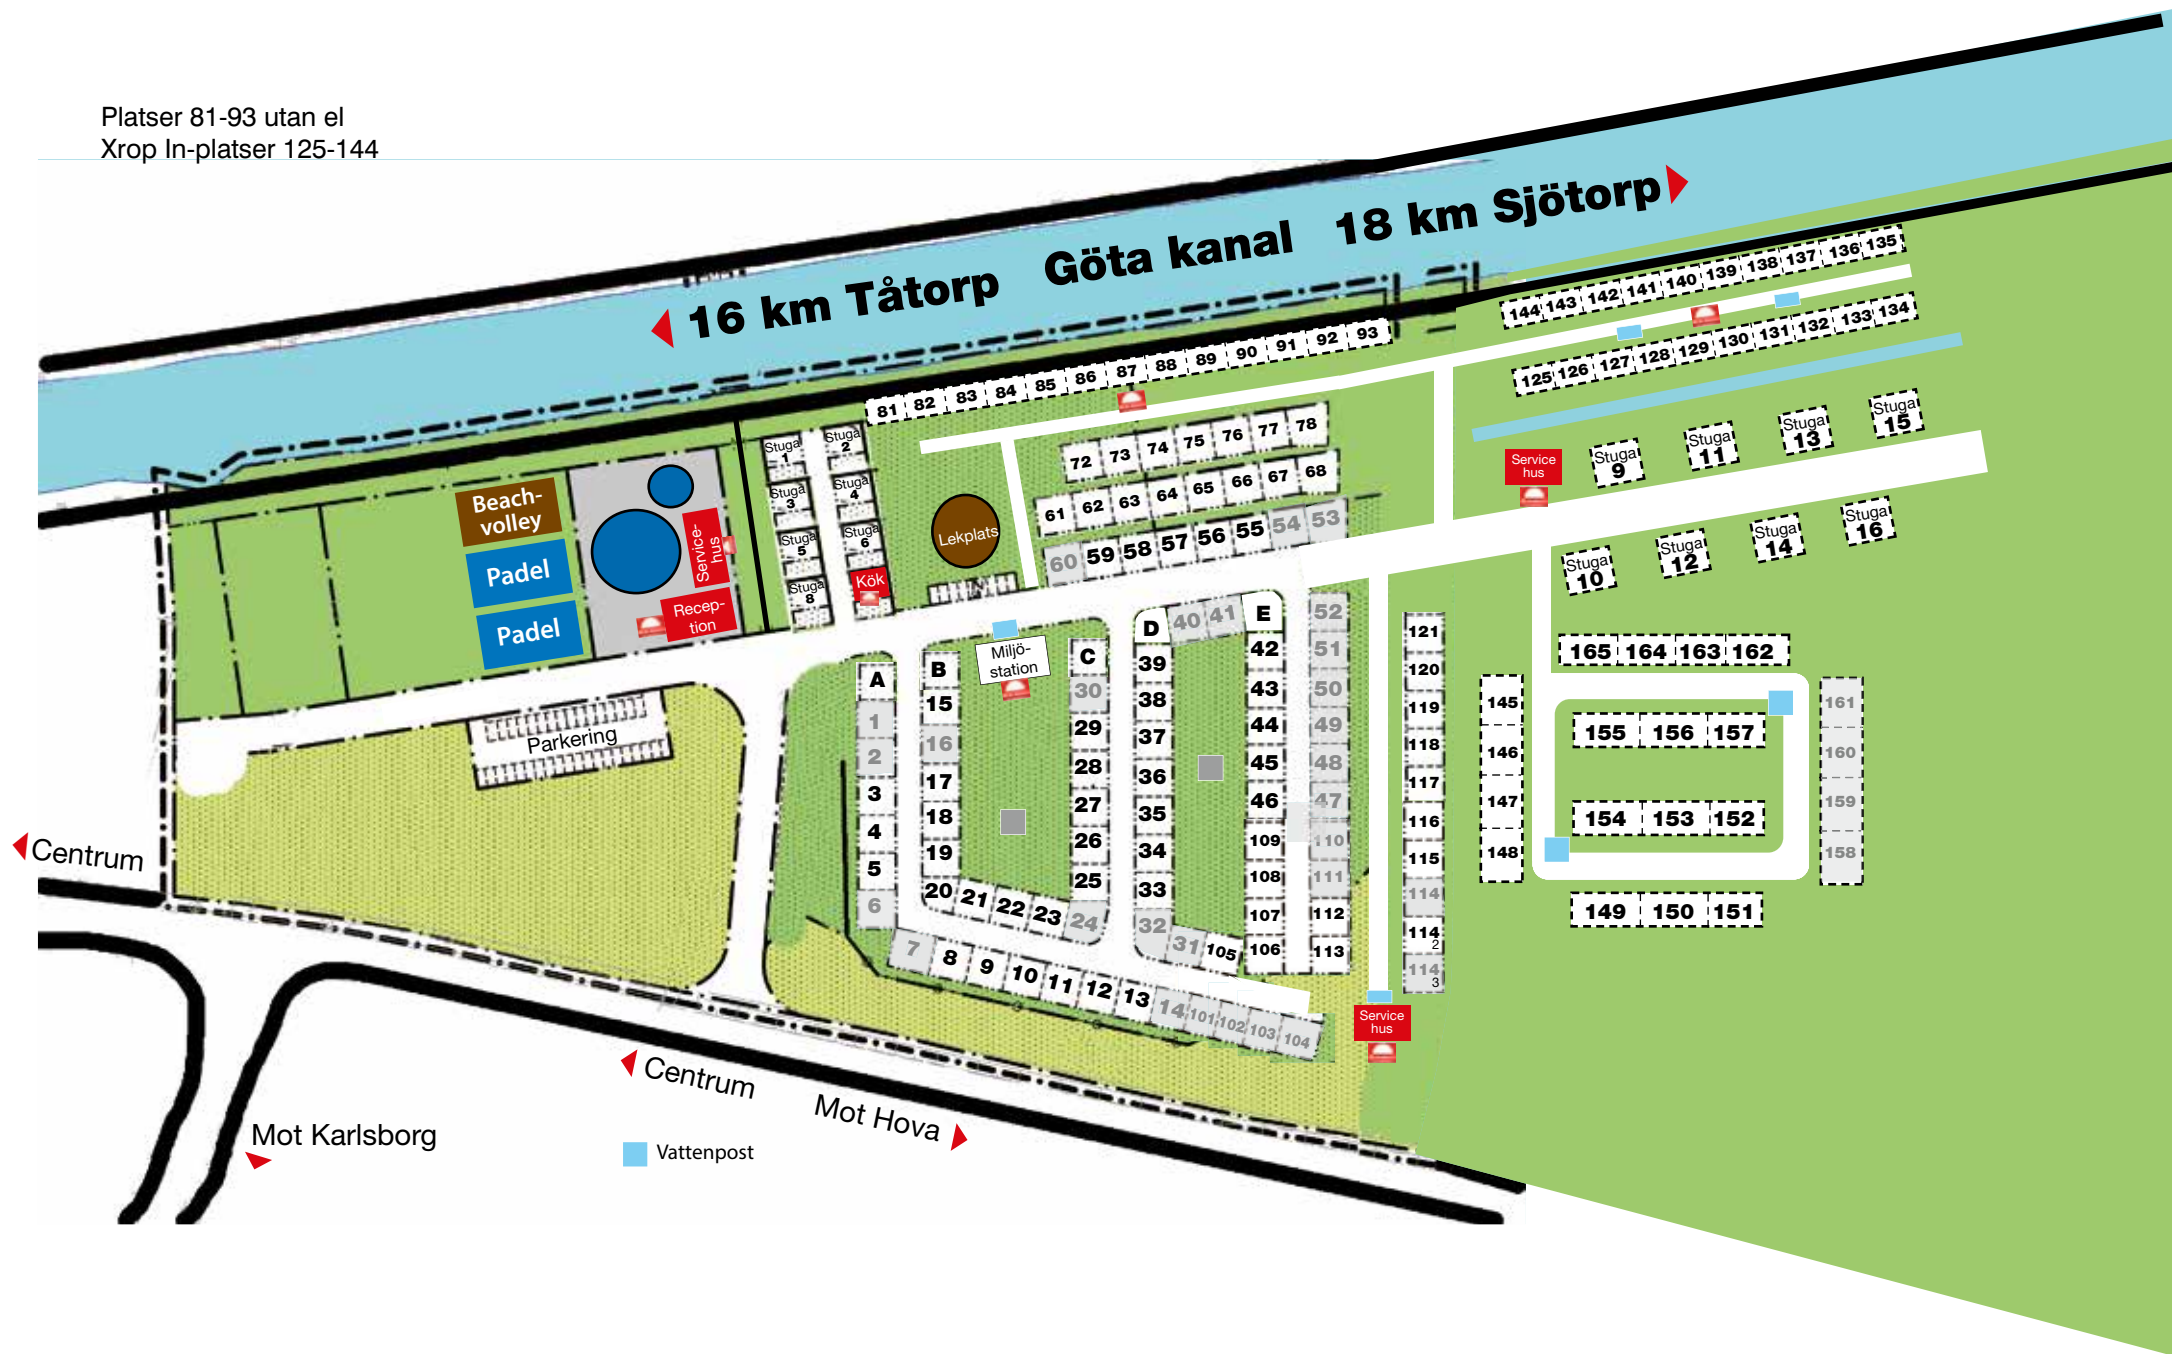 Platser 81-93 utan el
Xrop In-platser 125-144
16 km Tåtorp Göta kanal 18 km Sjötorp
144 143 142 141 140 139 138 137 136 135
125 126 127 128 129 130 131 132 133 134
81 82 83 84 85 86 87 88 89 90 91 92 93
72 73 74 75 76 77 78
61 62 63 64 65 66 67 68
60 59 58 57 56 55 54 53
Stuga
1
Stuga
2
Stuga
3
Stuga
4
Stuga
5
Stuga
6
Stuga
8
Kök
Lekplats
Beach-
volley
Padel
Padel
Service-
hus
Recep-
tion
Service
hus
Stuga
9
Stuga
11
Stuga
13
Stuga
15
Stuga
10
Stuga
12
Stuga
14
Stuga
16
Parkering
Miljö-
station
A
1
2
3
4
5
6
7 8 9 10 11 12 13 14 101 102 103 104
B
15
16
17
18
19
20 21 22 23 24
C
30
29
28
27
26
25
D 40 41 E
39
38
37
36
35
34
33
32 31 105
42
43
44
45
46
109
108
107
106
52
51
50
49
48
47
110
111
112
113
121
120
119
118
117
116
115
114
114
2
114
3
165 164 163 162
145
146
147
148
155 156 157
154 153 152
149 150 151
161
160
159
158
Service
hus
Centrum
Centrum
Mot Hova
Mot Karlsborg
Vattenpost